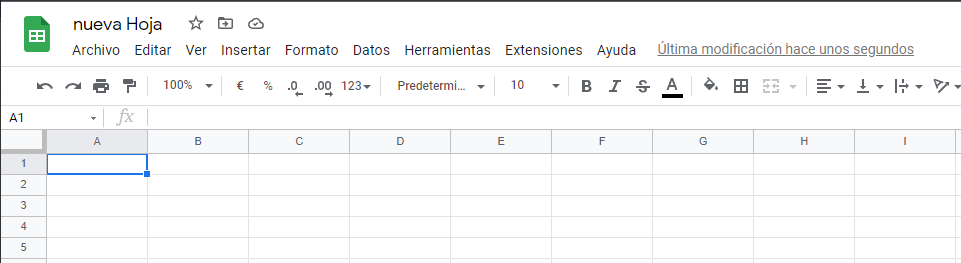 nueva Hoja
Archivo Editar Ver Insertar Formato Datos Herramientas Extensiones Ayuda Última modificación hace unos segundos
100% € % .0 .00 123 Predetermi... 10 B I S A
A1 fx
A B C D E F G H I
1
2
3
4
5